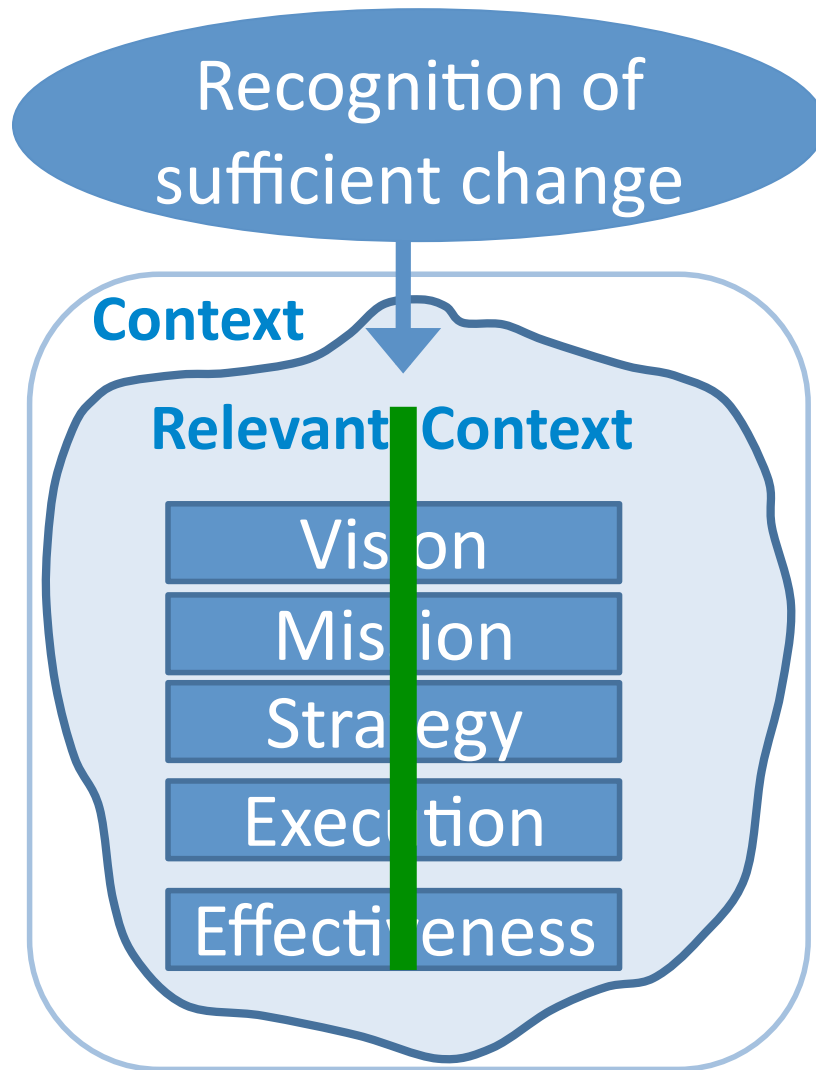 Recognition of
sufficient change
Context
Relevant Context
Vision
Mission
Strategy
Execution
Effectiveness